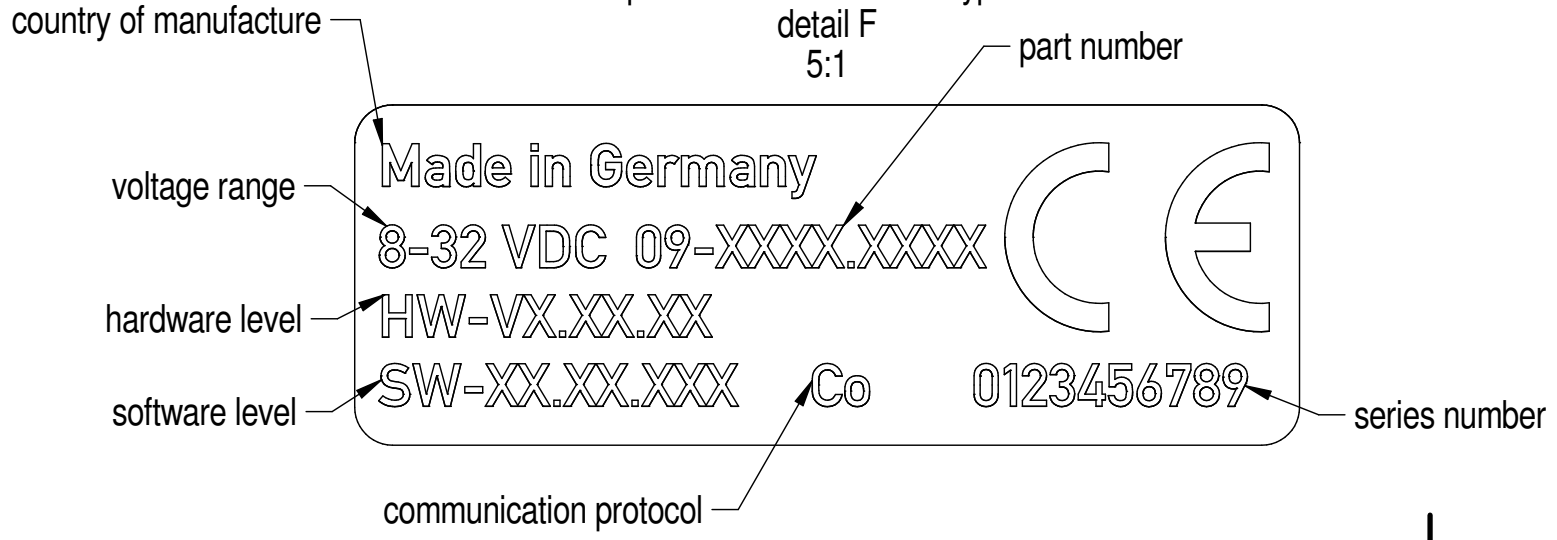 country of manufacture
detail F
5:1
part number
Made in Germany
voltage range
8-32 VDC 09-XXXX.XXXX
CE
hardware level
HW-VX.XX.XX
software level
SW-XX.XX.XXX Co 0123456789
series number
communication protocol